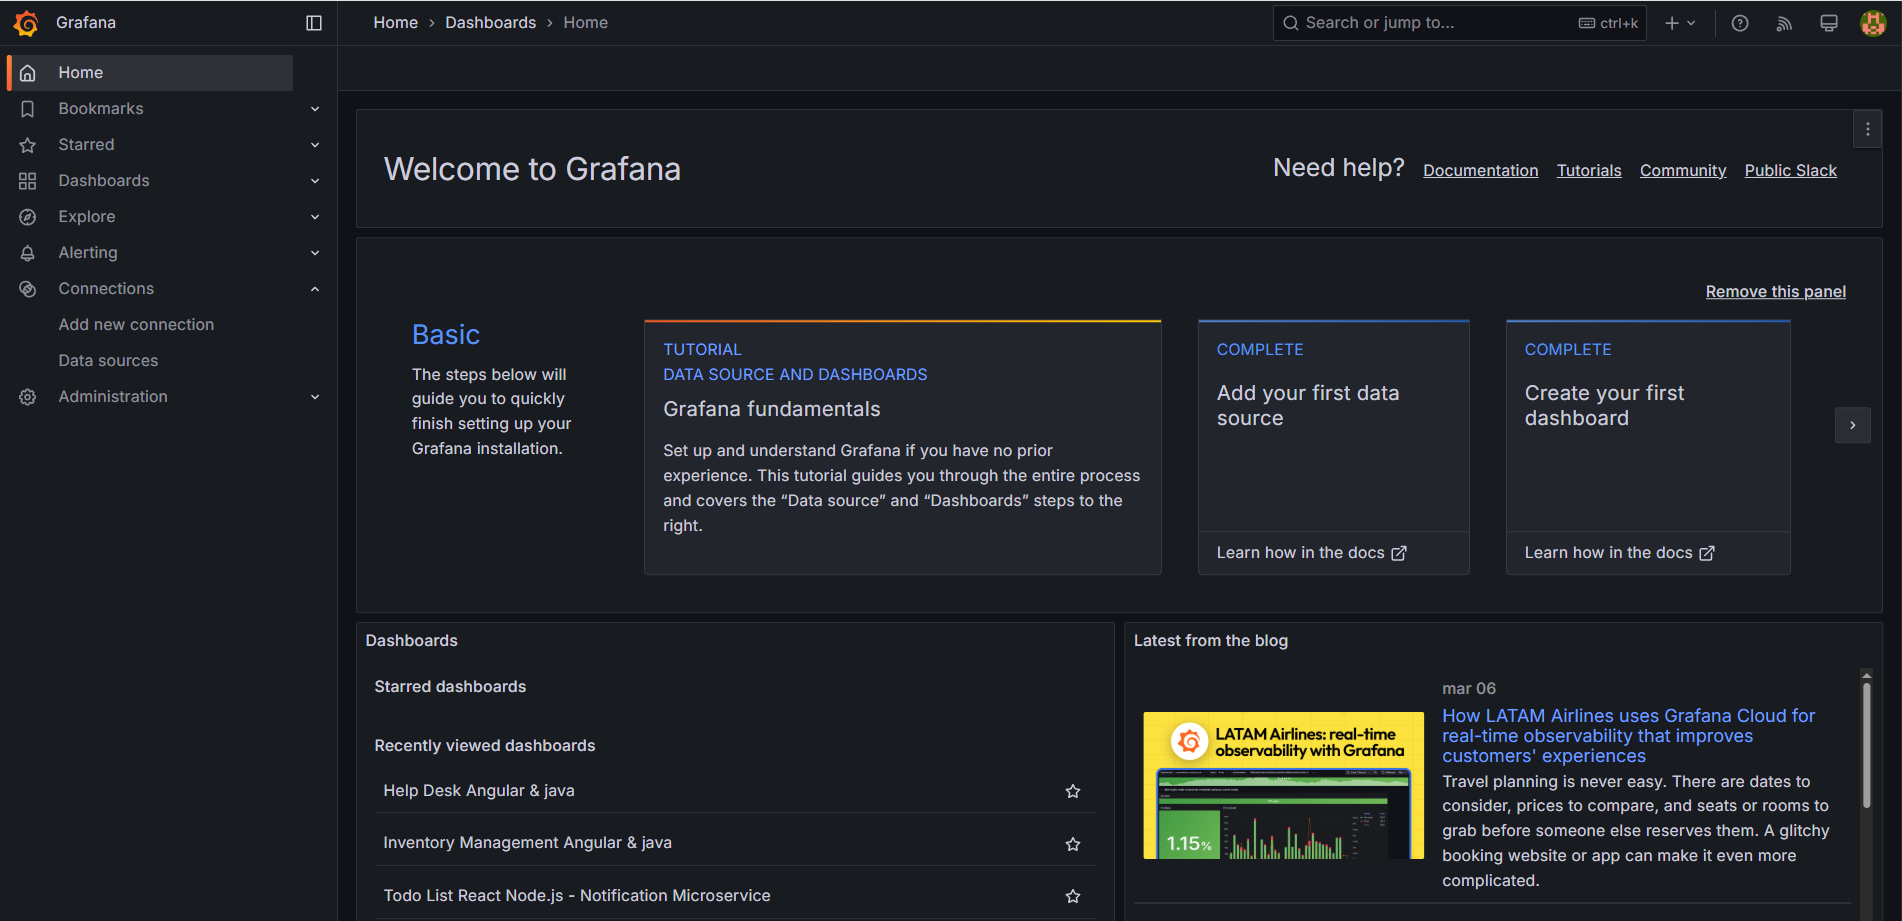 Grafana
Home
Dashboards
Home
Search or jump to...
ctrl+k
Home
Bookmarks
Starred
Dashboards
Explore
Alerting
Connections
Add new connection
Data sources
Administration
Welcome to Grafana
Need help?
Documentation
Tutorials
Community
Public Slack
Remove this panel
Basic
The steps below will
guide you to quickly
finish setting up your
Grafana installation.
TUTORIAL
DATA SOURCE AND DASHBOARDS
Grafana fundamentals
Set up and understand Grafana if you have no prior
experience. This tutorial guides you through the entire process
and covers the “Data source” and “Dashboards” steps to the
right.
COMPLETE
Add your first data
source
Learn how in the docs
COMPLETE
Create your first
dashboard
Learn how in the docs
Dashboards
Starred dashboards
Recently viewed dashboards
Help Desk Angular & java
Inventory Management Angular & java
Todo List React Node.js - Notification Microservice
Latest from the blog
LATAM Airlines: real-time
observability with Grafana
1.15%
mar 06
How LATAM Airlines uses Grafana Cloud for
real-time observability that improves
customers' experiences
Travel planning is never easy. There are dates to
consider, prices to compare, and seats or rooms to
grab before someone else reserves them. A glitchy
booking website or app can make it even more
complicated.